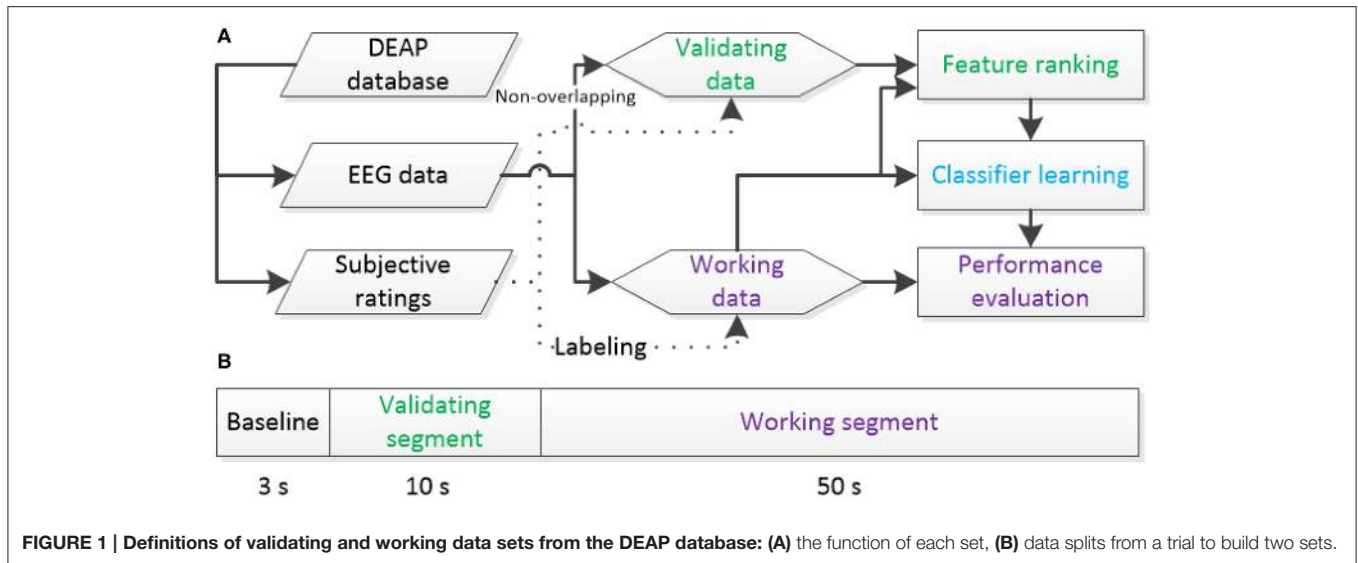 A
DEAP
database
Validating
data
Feature ranking
Non-overlapping
EEG data
Classifier learning
Subjective
ratings
Working
data
Performance
evaluation
Labeling
B
Baseline
Validating
segment
Working segment
3 s
10 s
50 s
FIGURE 1 | Definitions of validating and working data sets from the DEAP database: (A) the function of each set, (B) data splits from a trial to build two sets.